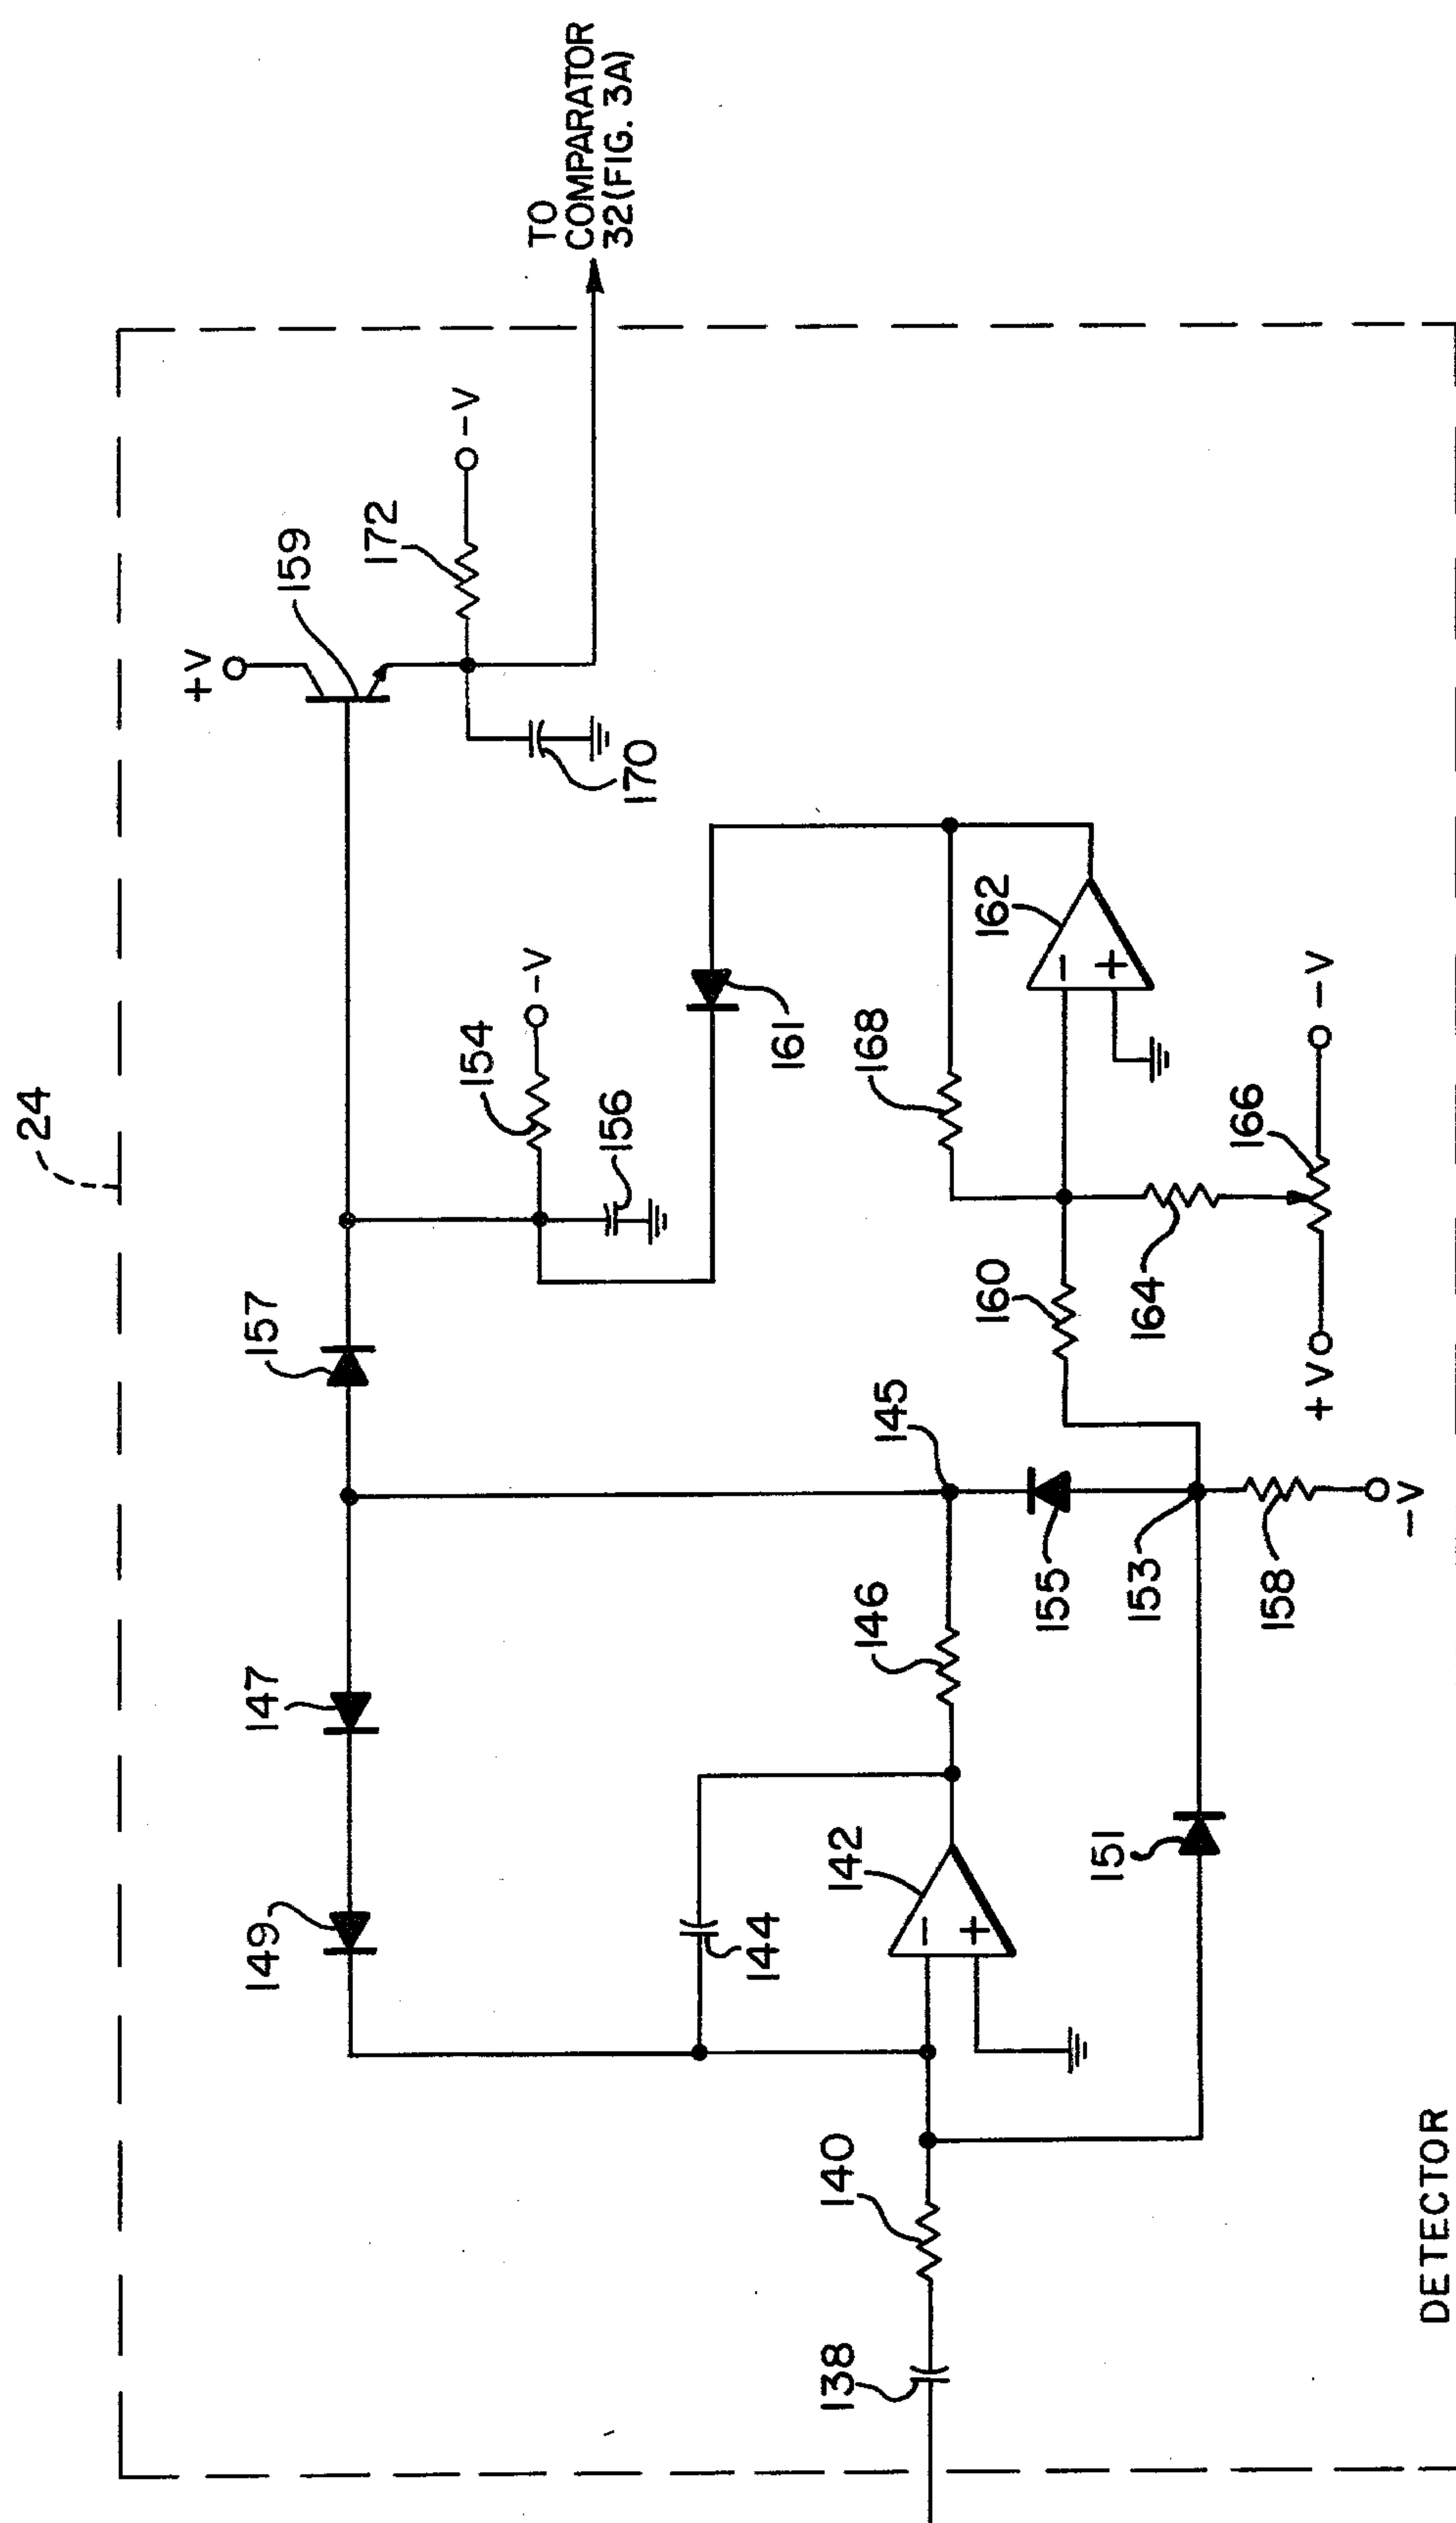 24
TO
COMPARATOR
32(FIG. 3A)
+V
159
172
-V
170
157
154
-V
156
161
147
149
145
168
162
146
160
166
-V
164
+V
144
142
155
153
158
-V
151
140
138
DETECTOR